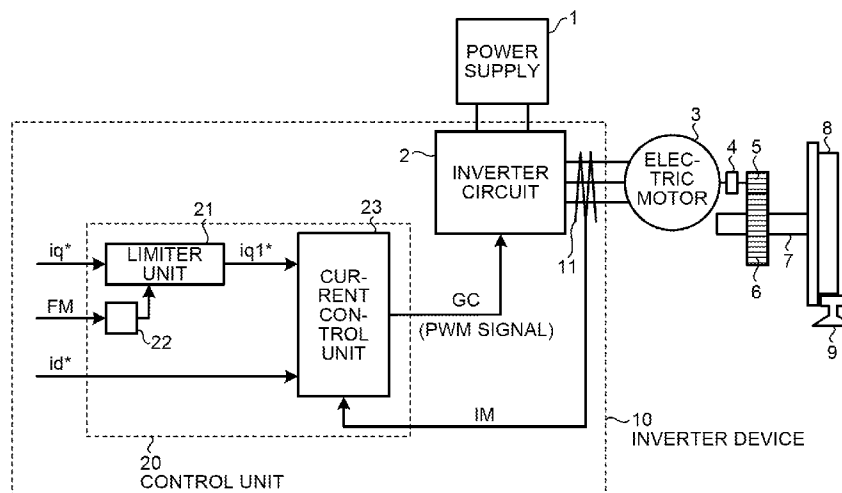 1
POWER
SUPPLY
2
INVERTER
CIRCUIT
3
ELEC-
TRIC
MOTOR
4
5
8
11
7
6
9
21
23
iq*
LIMITER
UNIT
iq1*
CUR-
RENT
CON-
TROL
UNIT
FM
22
GC
(PWM SIGNAL)
id*
IM
10
INVERTER DEVICE
20
CONTROL UNIT